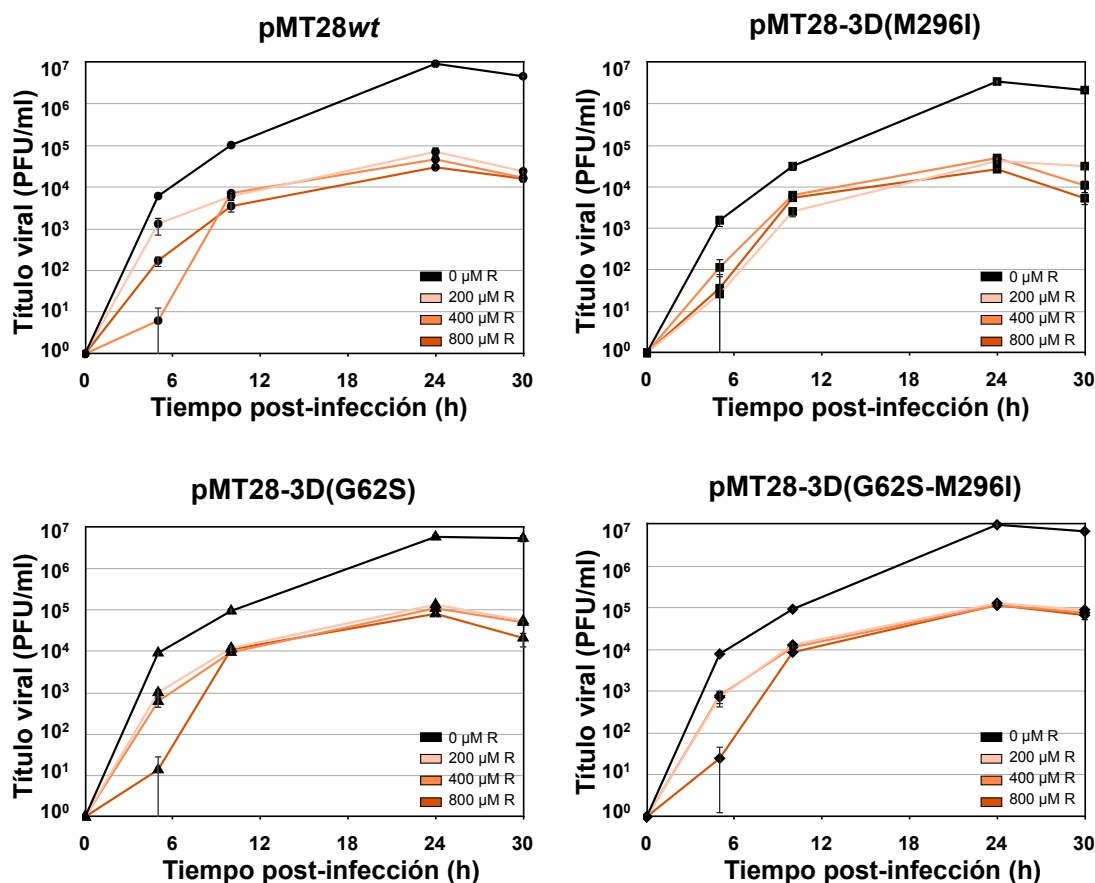 pMT28wt
Título viral (PFU/ml)
10⁷
10⁶
10⁵
10⁴
10³
10²
10¹
10⁰
0 µM R
200 µM R
400 µM R
800 µM R
0 6 12 18 24 30
Tiempo post-infección (h)
pMT28-3D(M296I)
Título viral (PFU/ml)
10⁷
10⁶
10⁵
10⁴
10³
10²
10¹
10⁰
0 µM R
200 µM R
400 µM R
800 µM R
0 6 12 18 24 30
Tiempo post-infección (h)
pMT28-3D(G62S)
Título viral (PFU/ml)
10⁷
10⁶
10⁵
10⁴
10³
10²
10¹
10⁰
0 µM R
200 µM R
400 µM R
800 µM R
0 6 12 18 24 30
Tiempo post-infección (h)
pMT28-3D(G62S-M296I)
Título viral (PFU/ml)
10⁷
10⁶
10⁵
10⁴
10³
10²
10¹
10⁰
0 µM R
200 µM R
400 µM R
800 µM R
0 6 12 18 24 30
Tiempo post-infección (h)